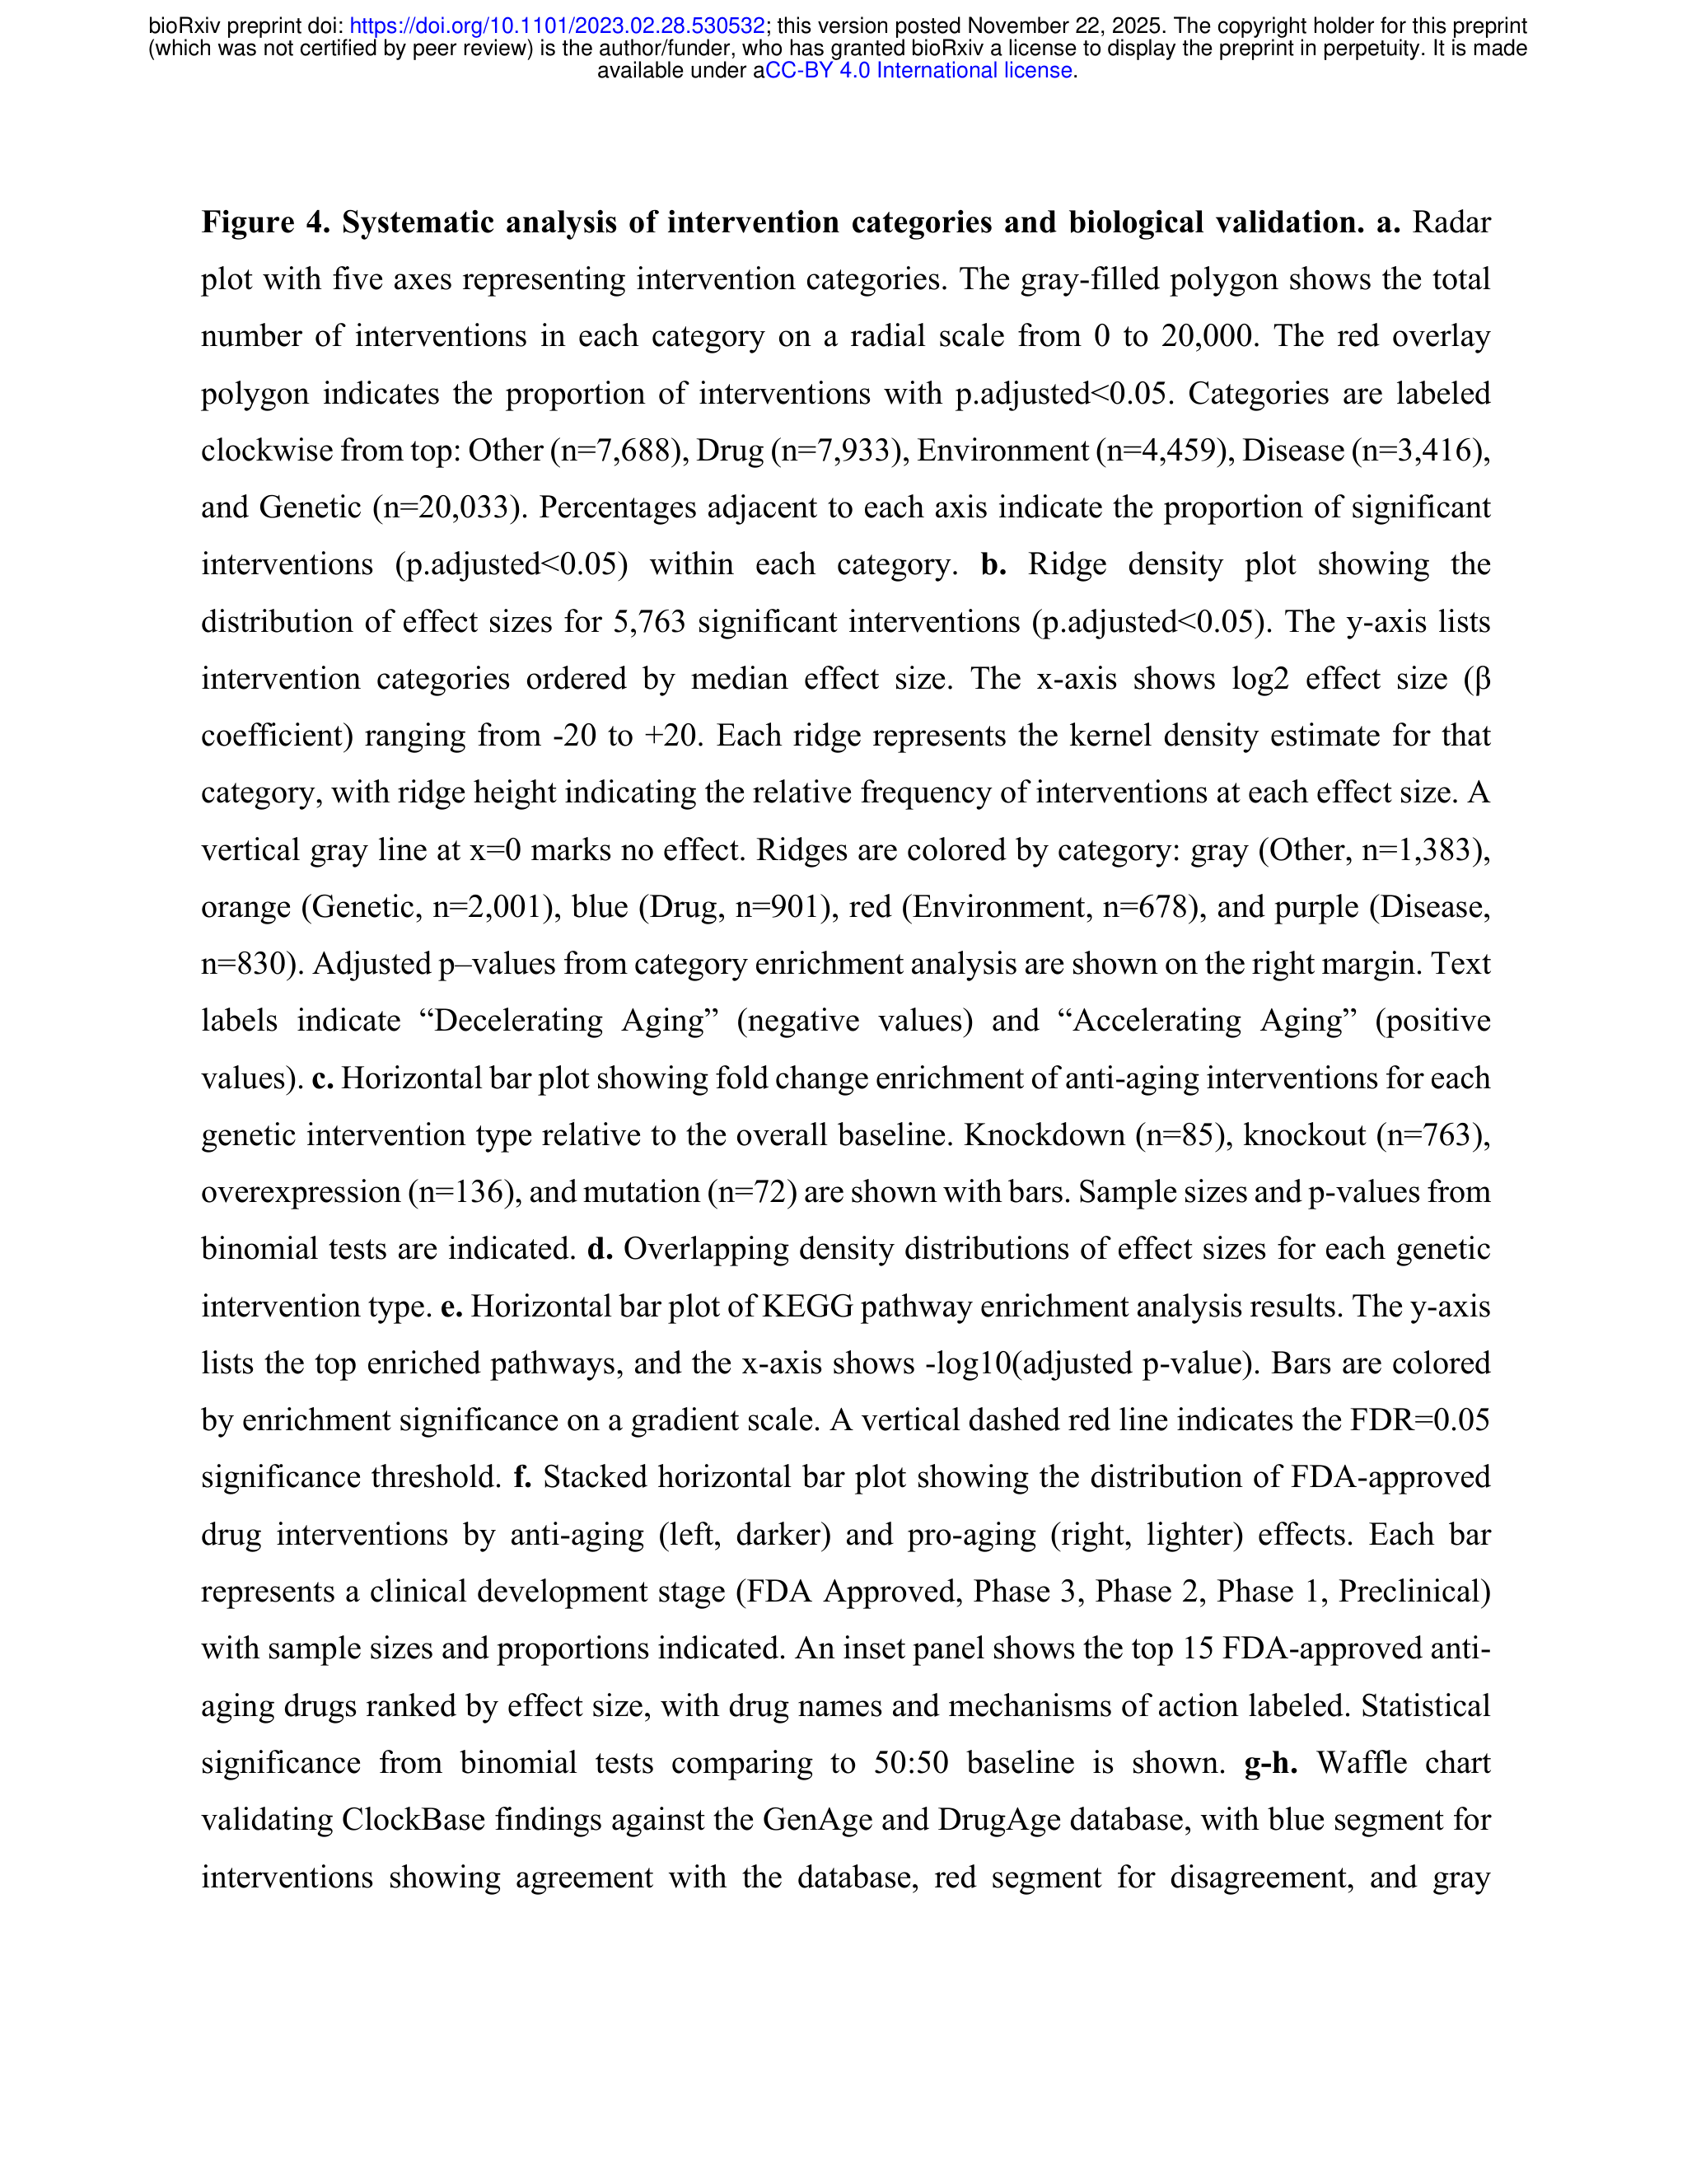 bioRxiv preprint doi: https://doi.org/10.1101/2023.02.28.530532; this version posted November 22, 2025. The copyright holder for this preprint
(which was not certified by peer review) is the author/funder, who has granted bioRxiv a license to display the preprint in perpetuity. It is made
available under aCC-BY 4.0 International license.
Figure 4. Systematic analysis of intervention categories and biological validation. a. Radar
plot with five axes representing intervention categories. The gray-filled polygon shows the total
number of interventions in each category on a radial scale from 0 to 20,000. The red overlay
polygon indicates the proportion of interventions with p.adjusted<0.05. Categories are labeled
clockwise from top: Other (n=7,688), Drug (n=7,933), Environment (n=4,459), Disease (n=3,416),
and Genetic (n=20,033). Percentages adjacent to each axis indicate the proportion of significant
interventions (p.adjusted<0.05) within each category. b. Ridge density plot showing the
distribution of effect sizes for 5,763 significant interventions (p.adjusted<0.05). The y-axis lists
intervention categories ordered by median effect size. The x-axis shows log2 effect size (β
coefficient) ranging from -20 to +20. Each ridge represents the kernel density estimate for that
category, with ridge height indicating the relative frequency of interventions at each effect size. A
vertical gray line at x=0 marks no effect. Ridges are colored by category: gray (Other, n=1,383),
orange (Genetic, n=2,001), blue (Drug, n=901), red (Environment, n=678), and purple (Disease,
n=830). Adjusted p–values from category enrichment analysis are shown on the right margin. Text
labels indicate “Decelerating Aging” (negative values) and “Accelerating Aging” (positive
values). c. Horizontal bar plot showing fold change enrichment of anti-aging interventions for each
genetic intervention type relative to the overall baseline. Knockdown (n=85), knockout (n=763),
overexpression (n=136), and mutation (n=72) are shown with bars. Sample sizes and p-values from
binomial tests are indicated. d. Overlapping density distributions of effect sizes for each genetic
intervention type. e. Horizontal bar plot of KEGG pathway enrichment analysis results. The y-axis
lists the top enriched pathways, and the x-axis shows -log10(adjusted p-value). Bars are colored
by enrichment significance on a gradient scale. A vertical dashed red line indicates the FDR=0.05
significance threshold. f. Stacked horizontal bar plot showing the distribution of FDA-approved
drug interventions by anti-aging (left, darker) and pro-aging (right, lighter) effects. Each bar
represents a clinical development stage (FDA Approved, Phase 3, Phase 2, Phase 1, Preclinical)
with sample sizes and proportions indicated. An inset panel shows the top 15 FDA-approved anti-
aging drugs ranked by effect size, with drug names and mechanisms of action labeled. Statistical
significance from binomial tests comparing to 50:50 baseline is shown. g-h. Waffle chart
validating ClockBase findings against the GenAge and DrugAge database, with blue segment for
interventions showing agreement with the database, red segment for disagreement, and gray